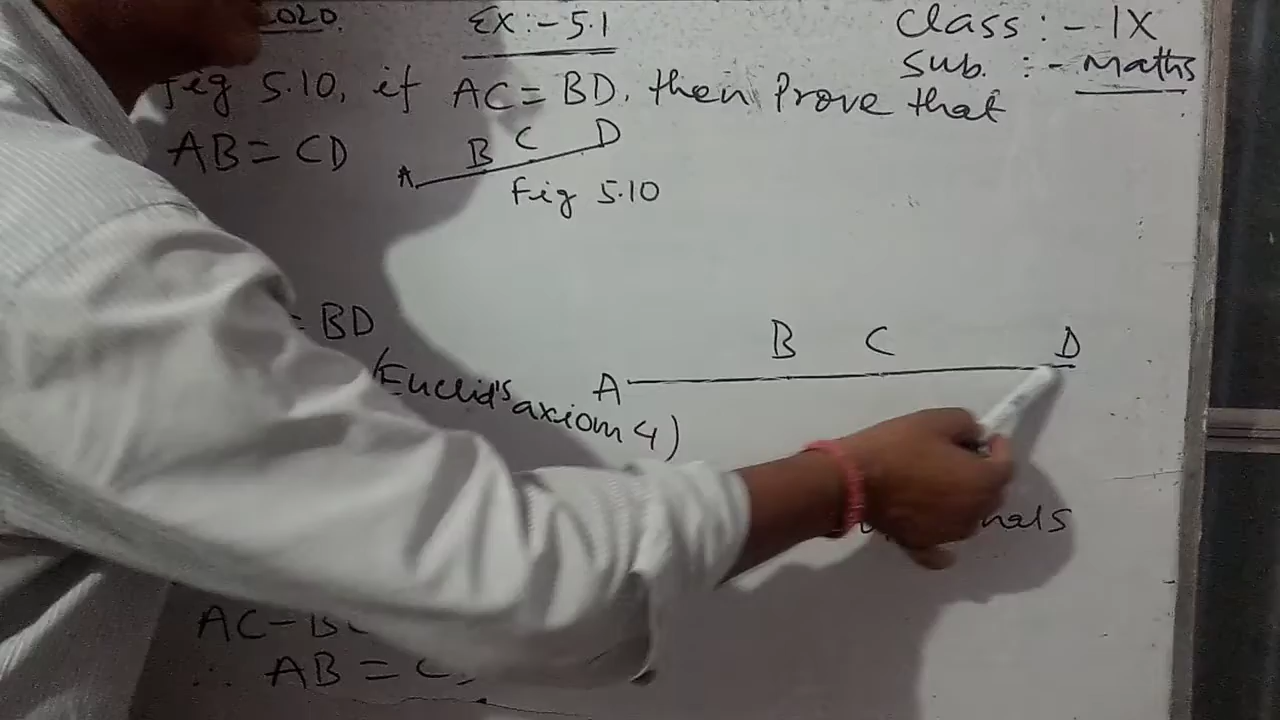 2020.
Ex :- 5.1
Class : - IX
Sub. : - Maths
Fig 5.10, if AC = BD, then Prove that
AB = CD
A B C D
Fig 5.10
= BD
(Euclid's axiom 4)
A B C D
AC - BC
∴ AB = C